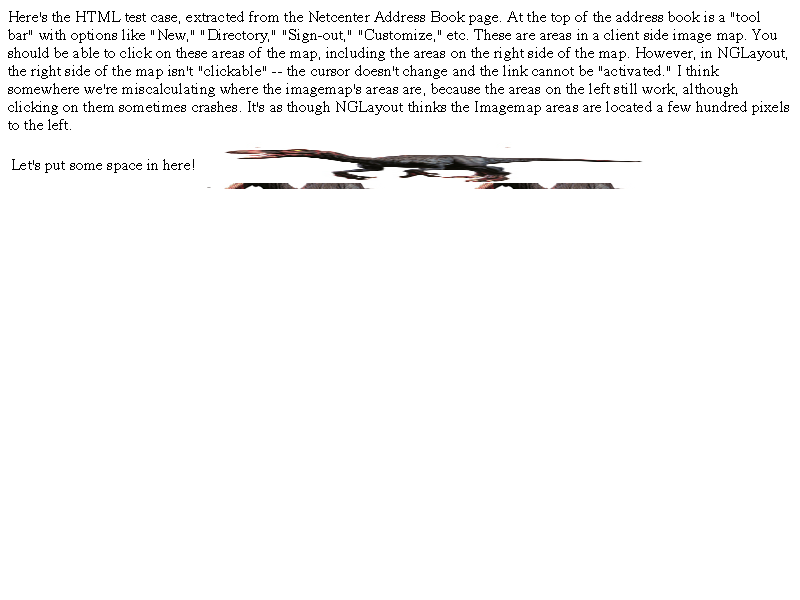 Here's the HTML test case, extracted from the Netcenter Address Book page. At the top of the address book is a "tool
bar" with options like "New," "Directory," "Sign-out," "Customize," etc. These are areas in a client side image map. You
should be able to click on these areas of the map, including the areas on the right side of the map. However, in NGLayout,
the right side of the map isn't "clickable" -- the cursor doesn't change and the link cannot be "activated." I think
somewhere we're miscalculating where the imagemap's areas are, because the areas on the left still work, although
clicking on them sometimes crashes. It's as though NGLayout thinks the Imagemap areas are located a few hundred pixels
to the left.
Let's put some space in here!